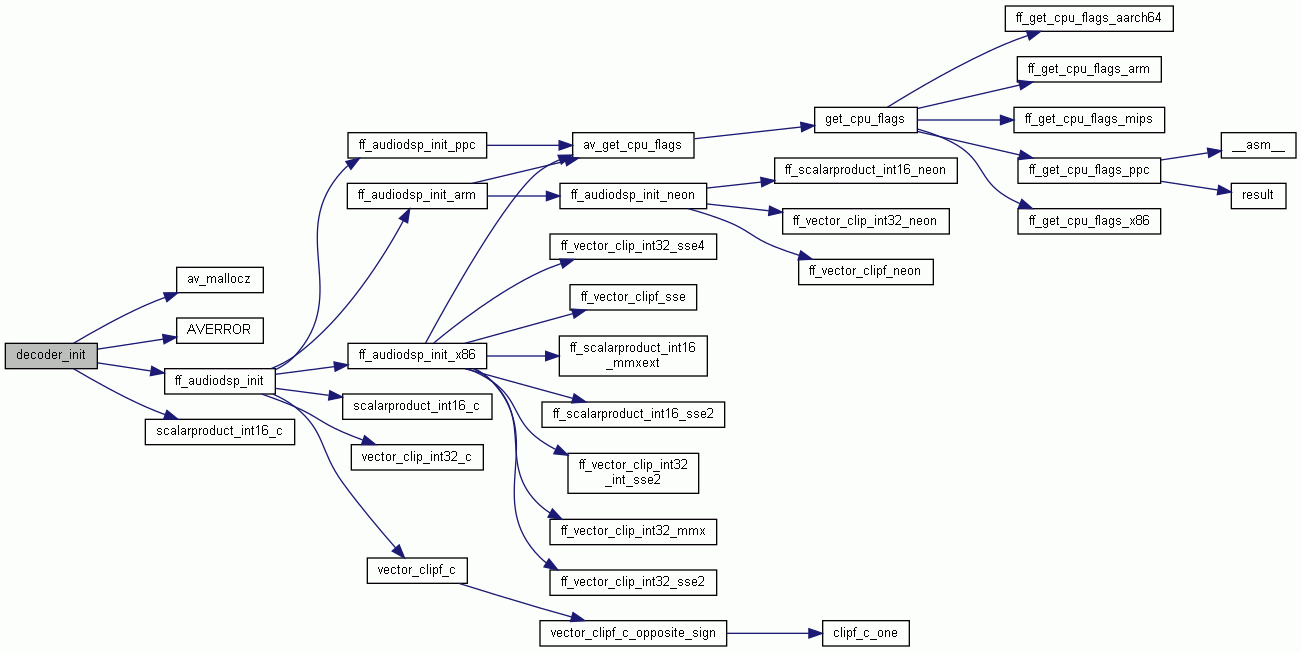 ff_get_cpu_flags_aarch64
ff_get_cpu_flags_arm
get_cpu_flags
ff_get_cpu_flags_mips
ff_audiodsp_init_ppc
av_get_cpu_flags
__asm__
ff_scalarproduct_int16_neon
ff_get_cpu_flags_ppc
ff_audiodsp_init_arm
ff_audiodsp_init_neon
result
ff_vector_clip_int32_neon
ff_get_cpu_flags_x86
ff_vector_clip_int32_sse4
ff_vector_clipf_neon
av_mallocz
ff_vector_clipf_sse
AVERROR
decoder_init
ff_audiodsp_init_x86
ff_scalarproduct_int16
_mmxext
ff_audiodsp_init
scalarproduct_int16_c
ff_scalarproduct_int16_sse2
scalarproduct_int16_c
vector_clip_int32_c
ff_vector_clip_int32
_int_sse2
ff_vector_clip_int32_mmx
vector_clipf_c
ff_vector_clip_int32_sse2
vector_clipf_c_opposite_sign
clipf_c_one